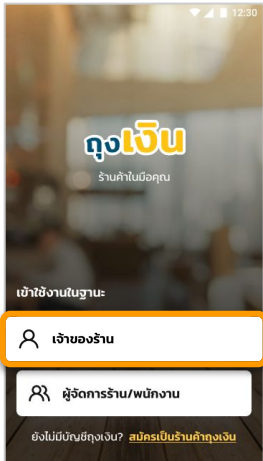 12:30
ถุงเงิน
ร้านค้าในมือคุณ
เข้าใช้งานในฐานะ
เจ้าของร้าน
ผู้จัดการร้าน/พนักงาน
ยังไม่มีบัญชีถุงเงิน? สมัครเป็นร้านค้าถุงเงิน